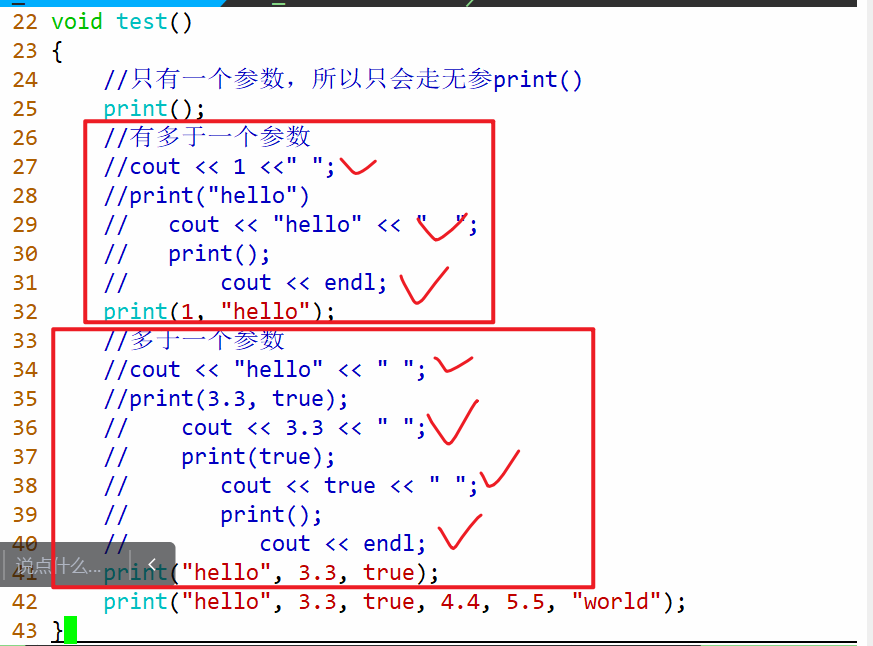 22 void test()
23 {
24     //只有一个参数，所以只会走无参print()
25     print();
26     //有多于一个参数
27     //cout << 1 <<" ";
28     //print("hello")
29     //   cout << "hello" << " ";
30     //   print();
31     //       cout << endl;
32     print(1, "hello");
33     //多于一个参数
34     //cout << "hello" << " ";
35     //print(3.3, true);
36     //    cout << 3.3 << " ";
37     //    print(true);
38     //       cout << true << " ";
39     //       print();
40     //          cout << endl;
说点什么...
41     print("hello", 3.3, true);
42     print("hello", 3.3, true, 4.4, 5.5, "world");
43 }